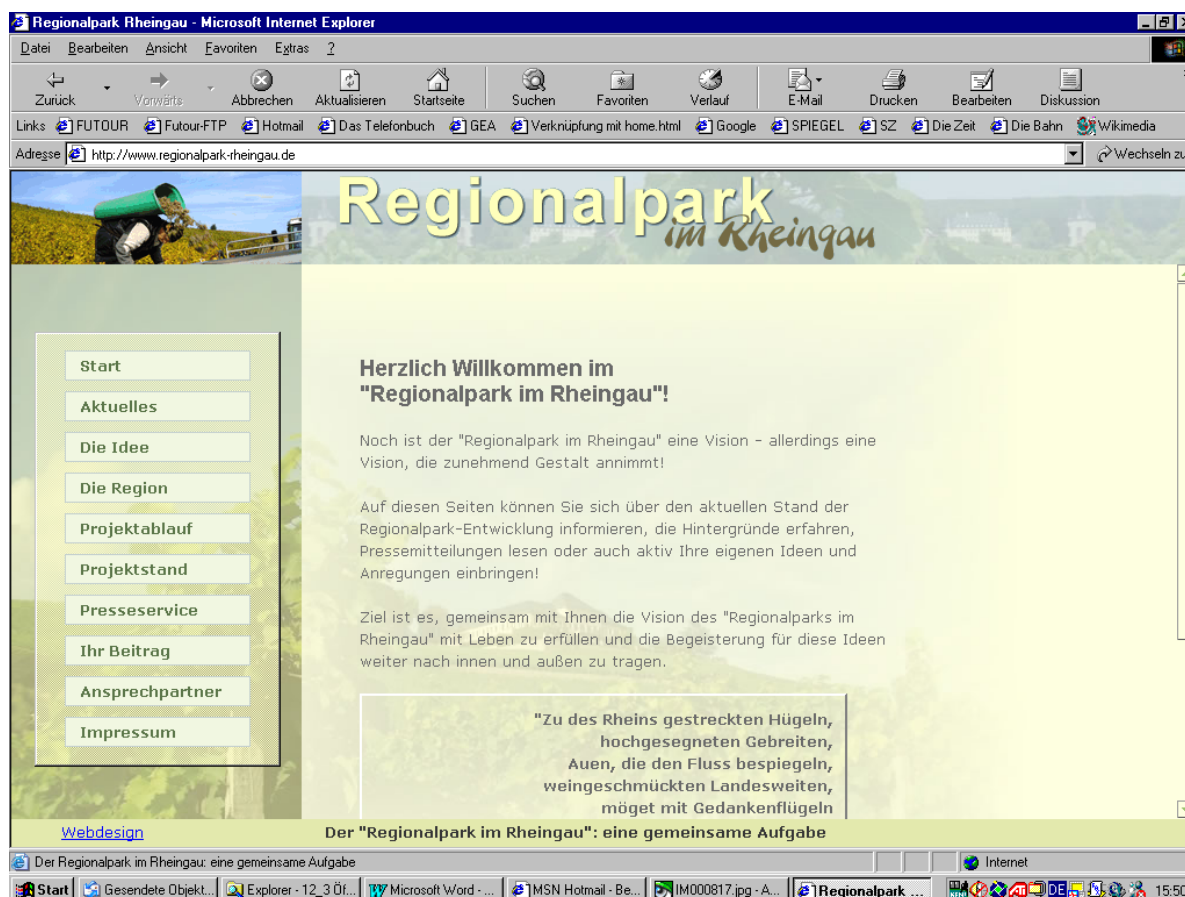 Regionalpark Rheingau - Microsoft Internet Explorer
Datei Bearbeiten Ansicht Favoriten Extras ?
Zurück Vorwärts Abbrechen Aktualisieren Startseite Suchen Favoriten Verlauf E-Mail Drucken Bearbeiten Diskussion
Links FUTOUR Futour-FTP Hotmail Das Telefonbuch GEA Verknüpfung mit home.html Google SPIEGEL SZ Die Zeit Die Bahn Wikimedia
Adresse http://www.regionalpark-rheingau.de Wechseln zu
Regionalpark
im Rheingau
Start
Aktuelles
Die Idee
Die Region
Projektablauf
Projektstand
Presseservice
Ihr Beitrag
Ansprechpartner
Impressum
Herzlich Willkommen im
"Regionalpark im Rheingau"!
Noch ist der "Regionalpark im Rheingau" eine Vision - allerdings eine
Vision, die zunehmend Gestalt annimmt!
Auf diesen Seiten können Sie sich über den aktuellen Stand der
Regionalpark-Entwicklung informieren, die Hintergründe erfahren,
Pressemitteilungen lesen oder auch aktiv Ihre eigenen Ideen und
Anregungen einbringen!
Ziel ist es, gemeinsam mit Ihnen die Vision des "Regionalparks im
Rheingau" mit Leben zu erfüllen und die Begeisterung für diese Ideen
weiter nach innen und außen zu tragen.
"Zu des Rheins gestreckten Hügeln,
hochgesegneten Gebreiten,
Auen, die den Fluss bespiegeln,
weingeschmückten Landesweiten,
möget mit Gedankenflügeln
Webdesign
Der "Regionalpark im Rheingau": eine gemeinsame Aufgabe
Der Regionalpark im Rheingau: eine gemeinsame Aufgabe Internet
Start Gesendete Objekt... Explorer - 12_3 Öf... Microsoft Word - ... MSN Hotmail - Be... IM000817.jpg - A... Regionalpark ... DE 15:50